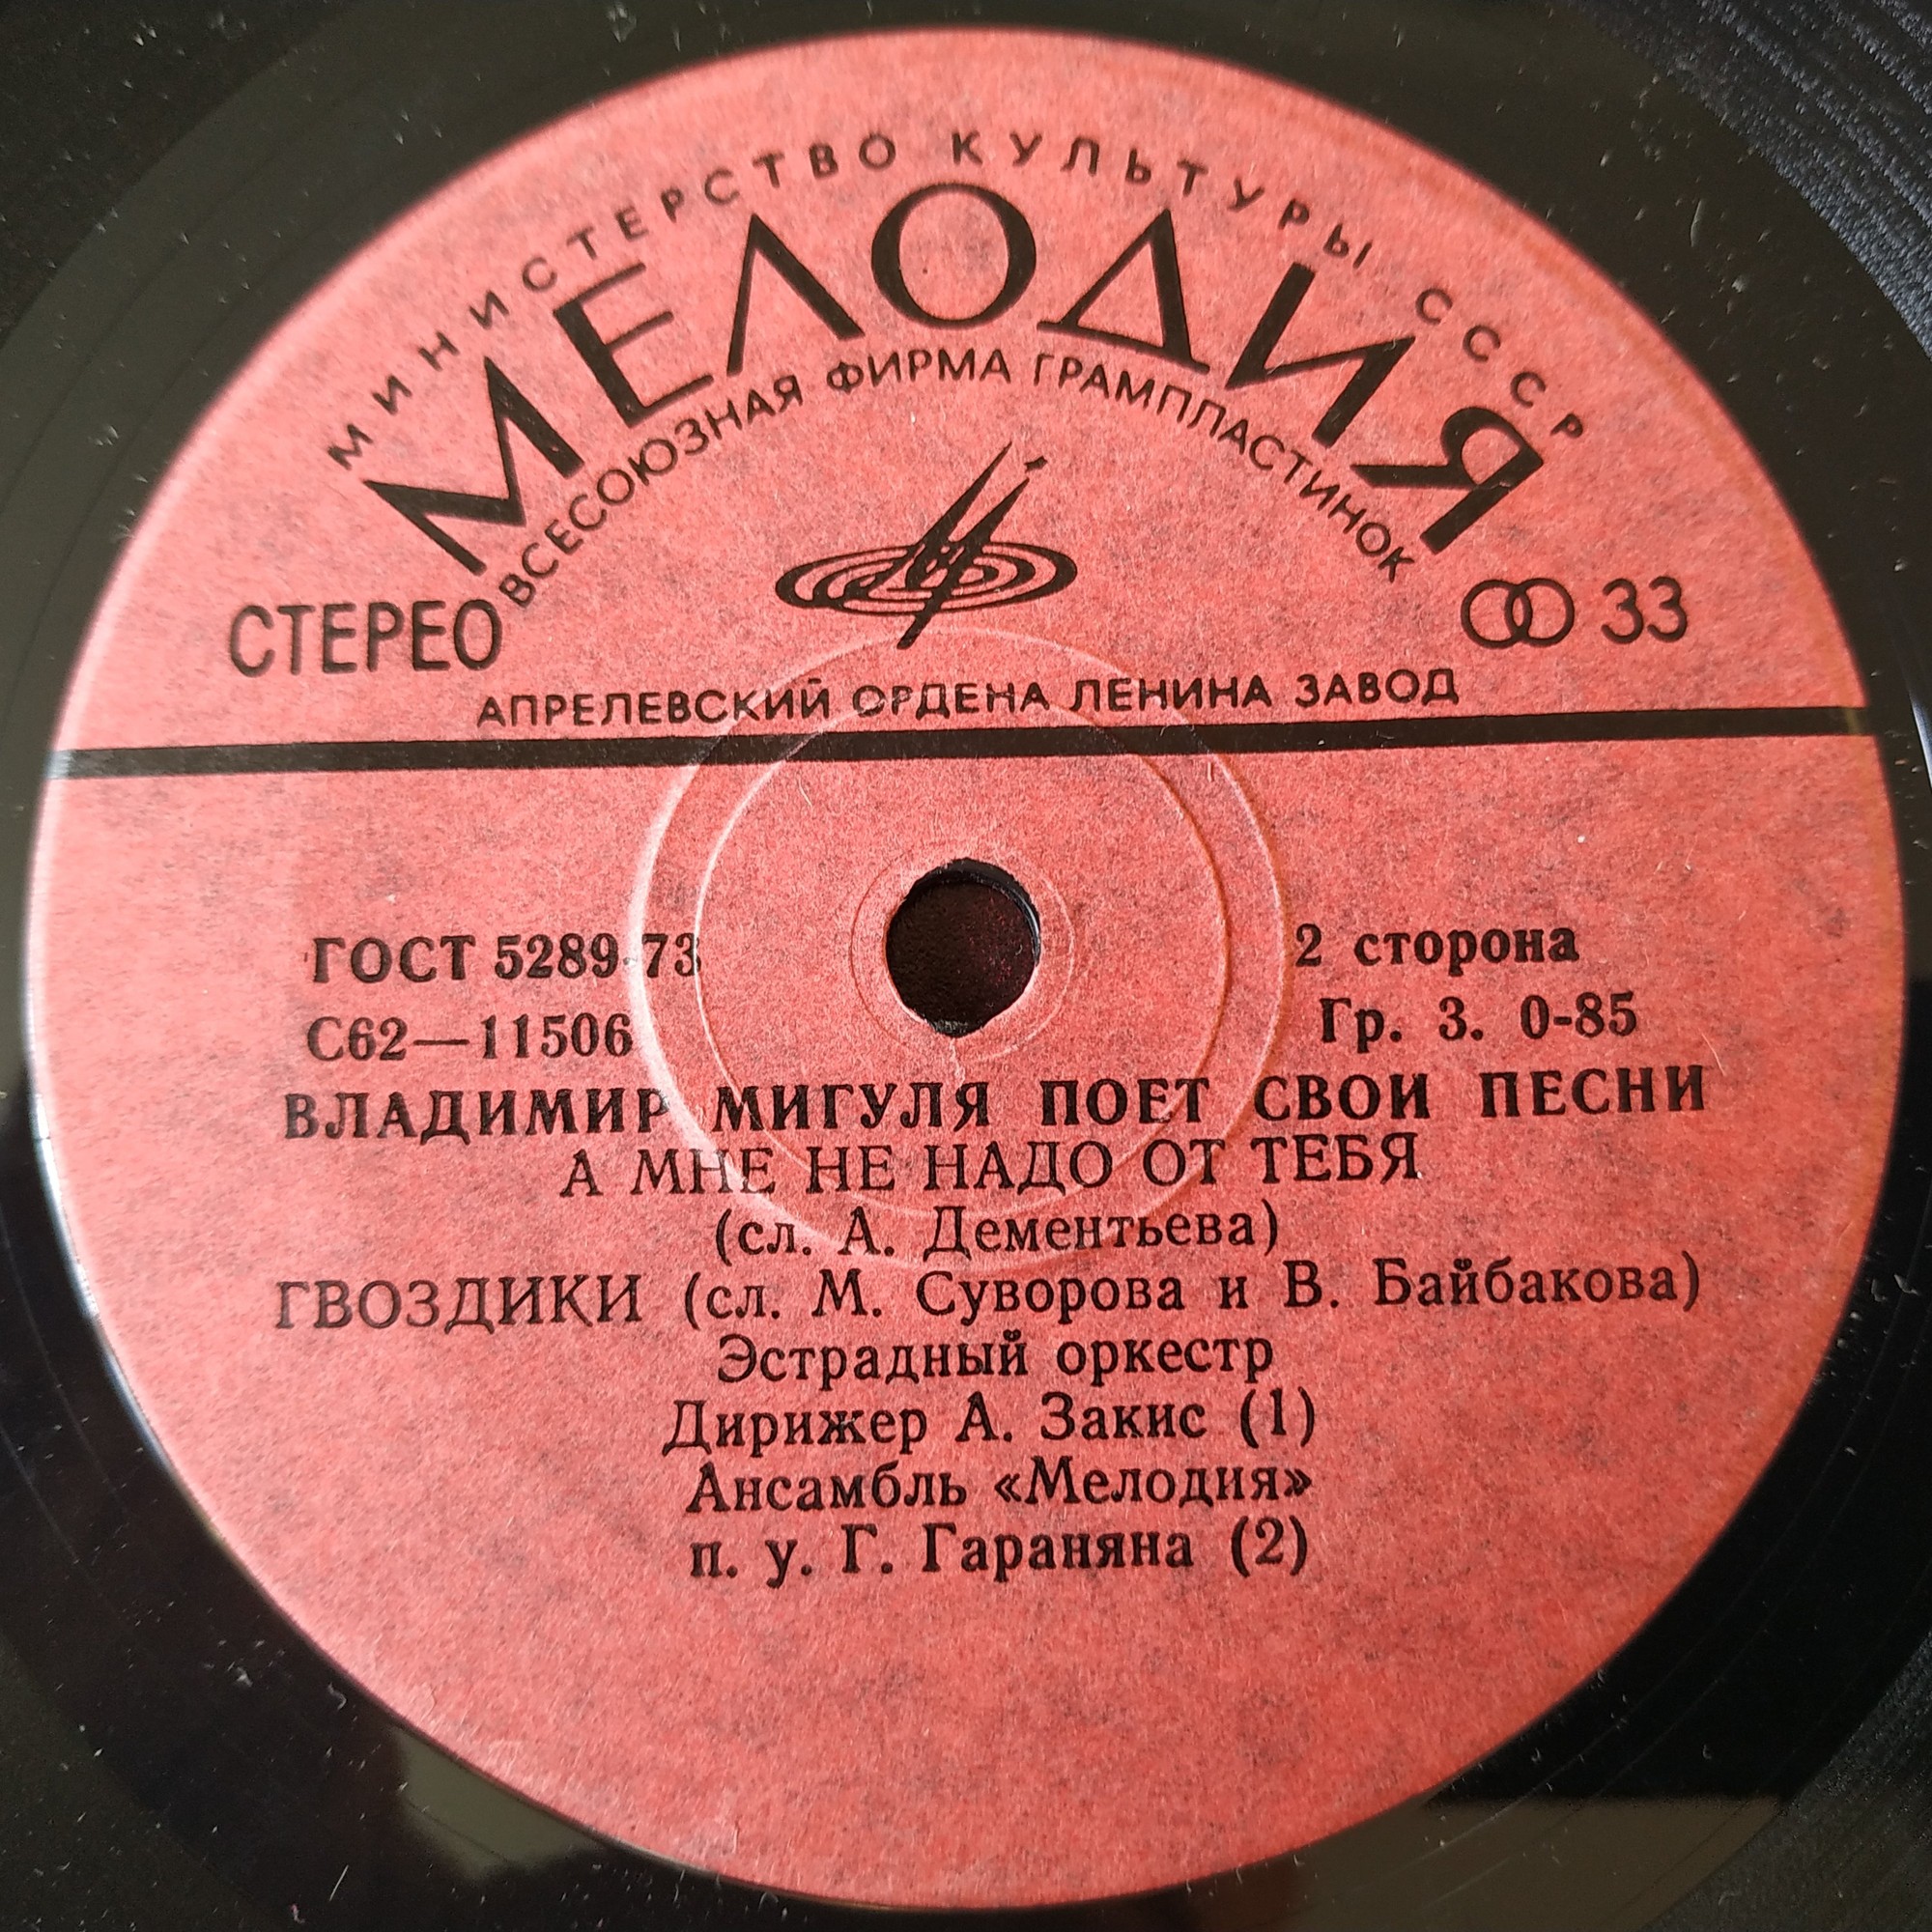 МИНИСТЕРСТВО КУЛЬТУРЫ СССР
МЕЛОДИЯ
ВСЕСОЮЗНАЯ ФИРМА ГРАМПЛАСТИНОК
СТЕРЕО 33
АПРЕЛЕВСКИЙ ОРДЕНА ЛЕНИНА ЗАВОД
ГОСТ 5289-73 2 сторона
С62—11506 Гр. 3. 0-85
ВЛАДИМИР МИГУЛЯ ПОЕТ СВОИ ПЕСНИ
А МНЕ НЕ НАДО ОТ ТЕБЯ
(сл. А. Дементьева)
ГВОЗДИКИ (сл. М. Суворова и В. Байбакова)
Эстрадный оркестр
Дирижер А. Закис (1)
Ансамбль «Мелодия»
п. у. Г. Гараняна (2)